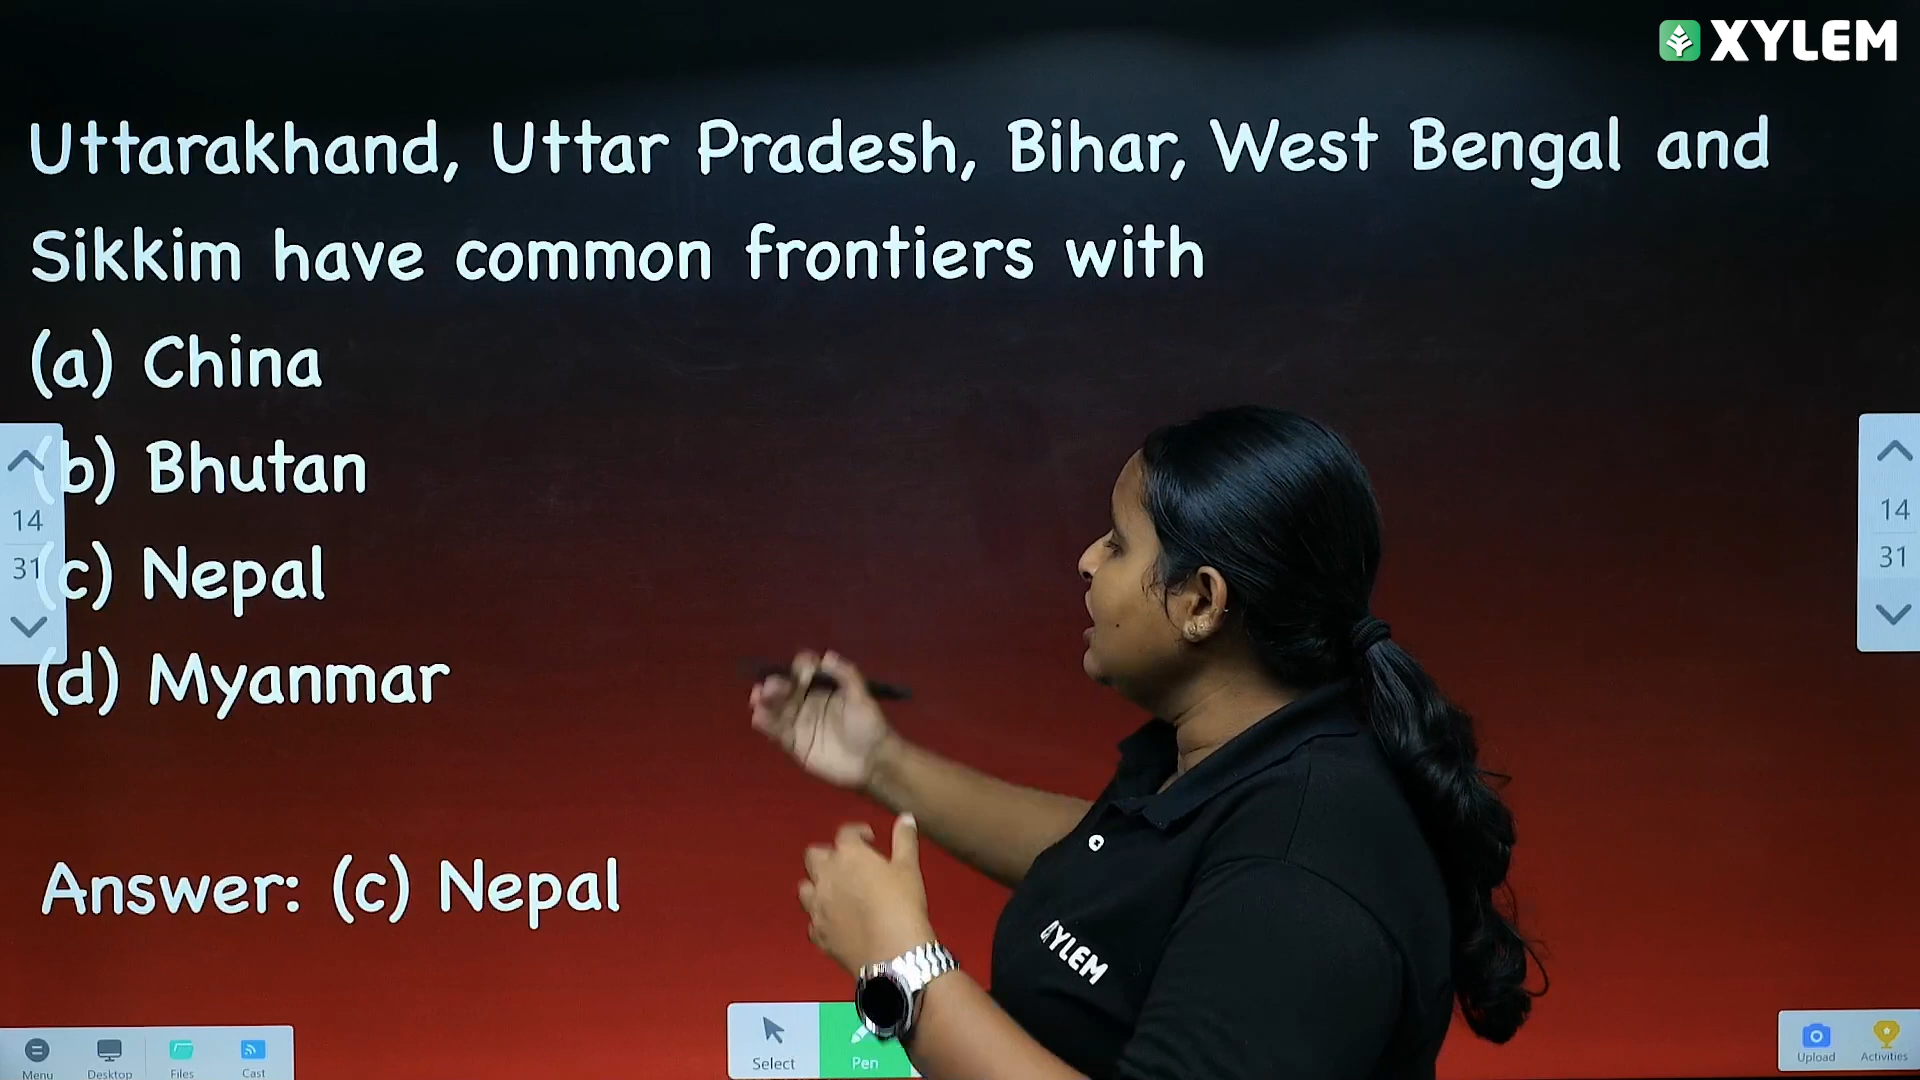 XYLEM
Uttarakhand, Uttar Pradesh, Bihar, West Bengal and
Sikkim have common frontiers with
(a) China
(b) Bhutan
(c) Nepal
(d) Myanmar
Answer: (c) Nepal
14
31
14
31
XYLEM
Menu
Desktop
Files
Cast
Select
Pen
Upload
Activities